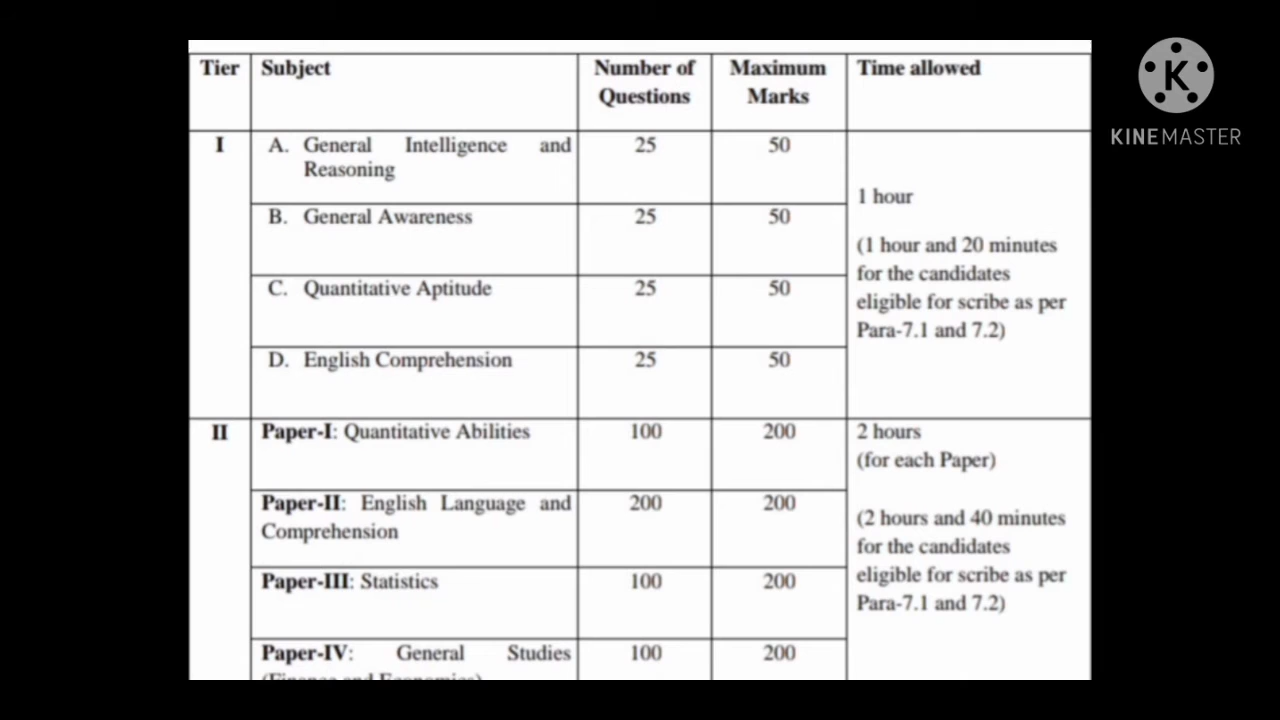 Tier Subject Number of Questions Maximum Marks Time allowed
I A. General Intelligence and Reasoning 25 50
B. General Awareness 25 50
C. Quantitative Aptitude 25 50
D. English Comprehension 25 50
1 hour
(1 hour and 20 minutes
for the candidates
eligible for scribe as per
Para-7.1 and 7.2)
II Paper-I: Quantitative Abilities 100 200
Paper-II: English Language and Comprehension 200 200
Paper-III: Statistics 100 200
Paper-IV: General Studies 100 200
(Finance and Economics)
2 hours
(for each Paper)
(2 hours and 40 minutes
for the candidates
eligible for scribe as per
Para-7.1 and 7.2)
K
KINEMASTER